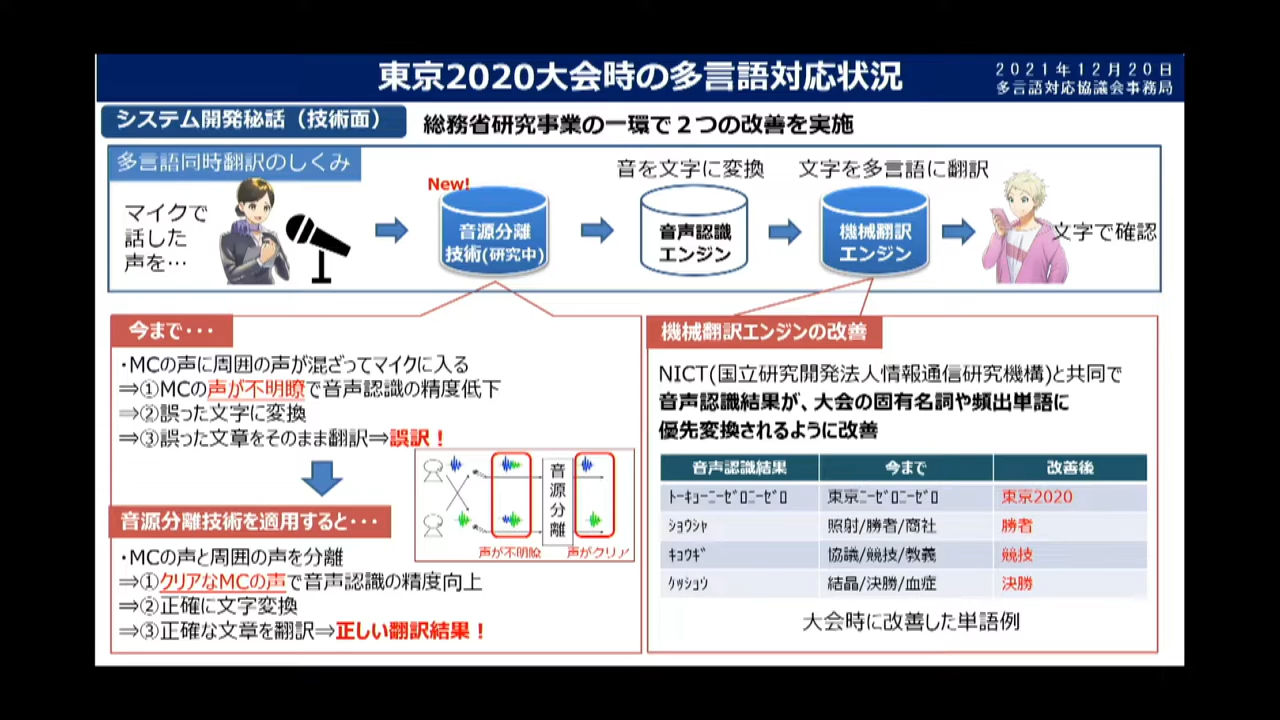 東京2020大会時の多言語対応状況
2021年12月20日
多言語対応協議会事務局
システム開発秘話（技術面）
総務省研究事業の一環で２つの改善を実施
多言語同時翻訳のしくみ
マイクで
話した
声を…
New!
音源分離
技術(研究中)
音を文字に変換
音声認識
エンジン
文字を多言語に翻訳
機械翻訳
エンジン
文字で確認
今まで･･･
・MCの声に周囲の声が混ざってマイクに入る
⇒①MCの声が不明瞭で音声認識の精度低下
⇒②誤った文字に変換
⇒③誤った文章をそのまま翻訳⇒誤訳！
音源分離
声が不明瞭
声がクリア
音源分離技術を適用すると･･･
・MCの声と周囲の声を分離
⇒①クリアなMCの声で音声認識の精度向上
⇒②正確に文字変換
⇒③正確な文章を翻訳⇒正しい翻訳結果！
機械翻訳エンジンの改善
NICT(国立研究開発法人情報通信研究機構)と共同で
音声認識結果が、大会の固有名詞や頻出単語に
優先変換されるように改善
音声認識結果 今まで 改善後
ﾄｰｷｮｰﾆｰｾﾞﾛﾆｰｾﾞﾛ 東京ﾆｰｾﾞﾛﾆｰｾﾞﾛ 東京2020
ｼｮｳｼｬ 照射/勝者/商社 勝者
ｷｮｳｷﾞ 協議/競技/教義 競技
ｹｯｼｮｳ 結晶/決勝/血症 決勝
大会時に改善した単語例